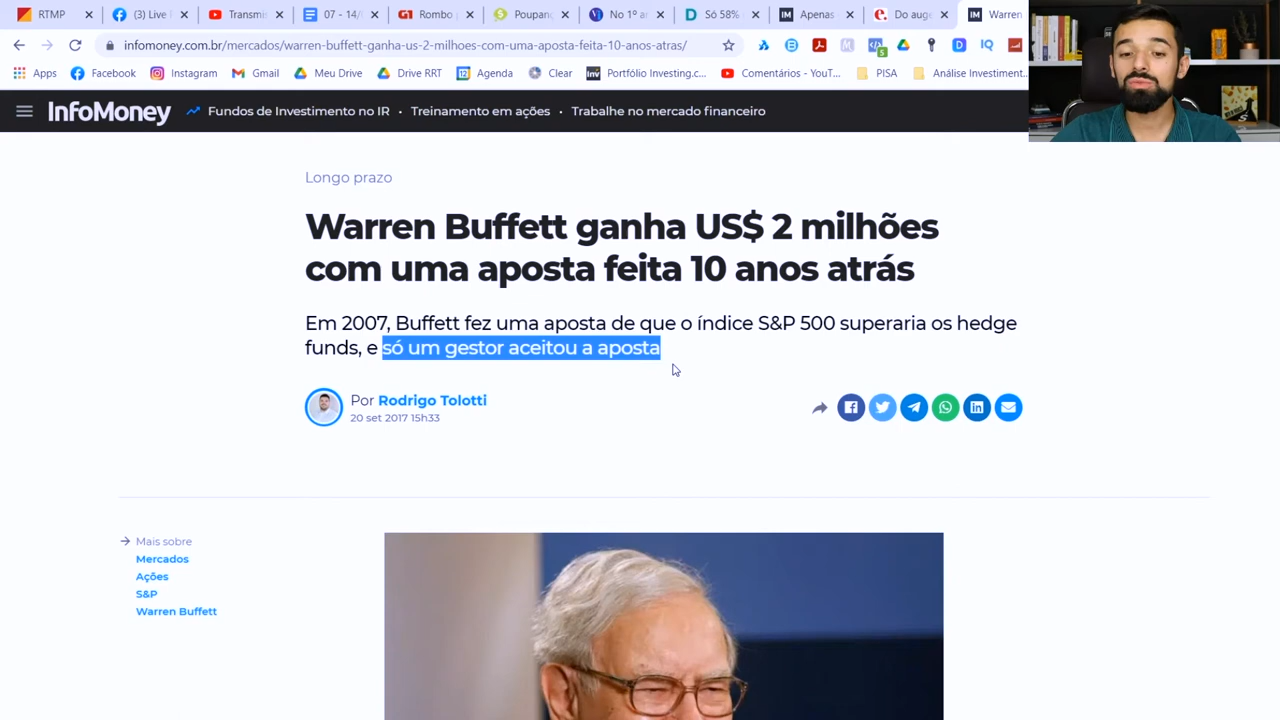 RTMP
(3) Live
Transmis
07 - 14/
Rombo
Poupan
No 1º a
Só 58%
Apenas
Do auge
Warren
infomoney.com.br/mercados/warren-buffett-ganha-us-2-milhoes-com-uma-aposta-feita-10-anos-atras/
Apps
Facebook
Instagram
Gmail
Meu Drive
Drive RRT
Agenda
Clear
Portfólio Investing.c...
Comentários - YouT...
PISA
Análise Investiment...
InfoMoney
Fundos de Investimento no IR • Treinamento em ações • Trabalhe no mercado financeiro
Longo prazo
Warren Buffett ganha US$ 2 milhões
com uma aposta feita 10 anos atrás
Em 2007, Buffett fez uma aposta de que o índice S&P 500 superaria os hedge
funds, e só um gestor aceitou a aposta
Por Rodrigo Tolotti
20 set 2017 15h33
Mais sobre
Mercados
Ações
S&P
Warren Buffett